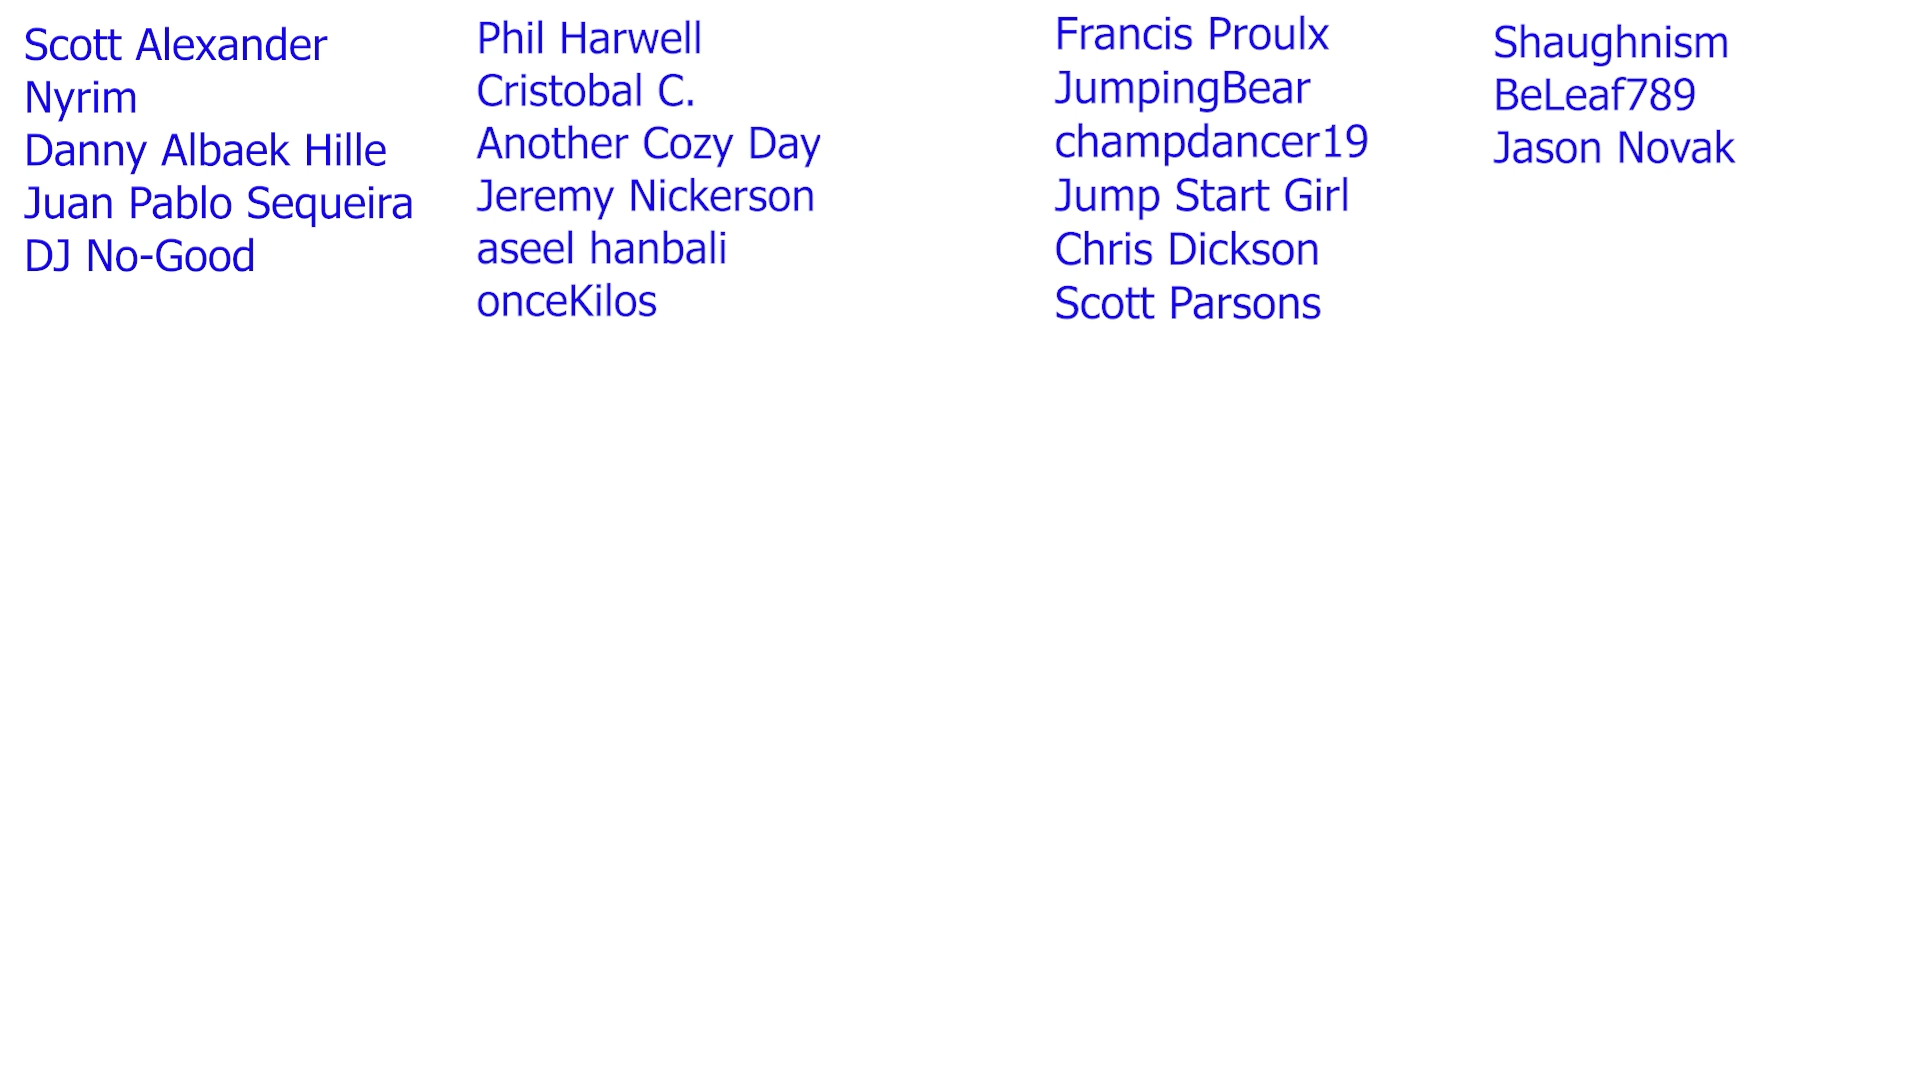 Scott Alexander
Nyrim
Danny Albaek Hille
Juan Pablo Sequeira
DJ No-Good
Phil Harwell
Cristobal C.
Another Cozy Day
Jeremy Nickerson
aseel hanbali
onceKilos
Francis Proulx
JumpingBear
champdancer19
Jump Start Girl
Chris Dickson
Scott Parsons
Shaughnism
BeLeaf789
Jason Novak